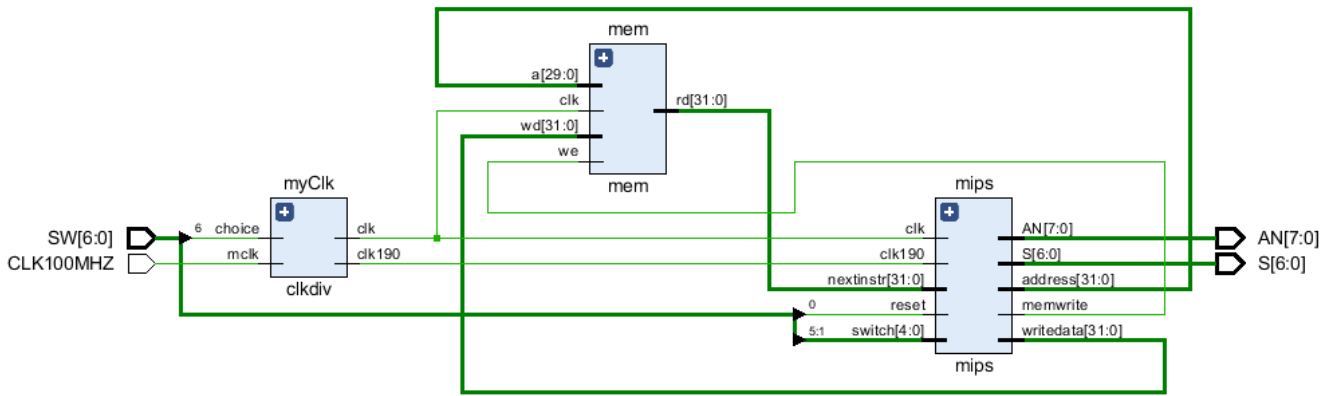 mem
a[29:0]
clk
wd[31:0]
we
rd[31:0]
mem
myClk
6 choice
mclk
clk
clk190
clkdiv
SW[6:0]
CLK100MHZ
mips
clk
clk190
nextinstr[31:0]
0 reset
5:1 switch[4:0]
AN[7:0]
S[6:0]
address[31:0]
memwrite
writedata[31:0]
mips
AN[7:0]
S[6:0]